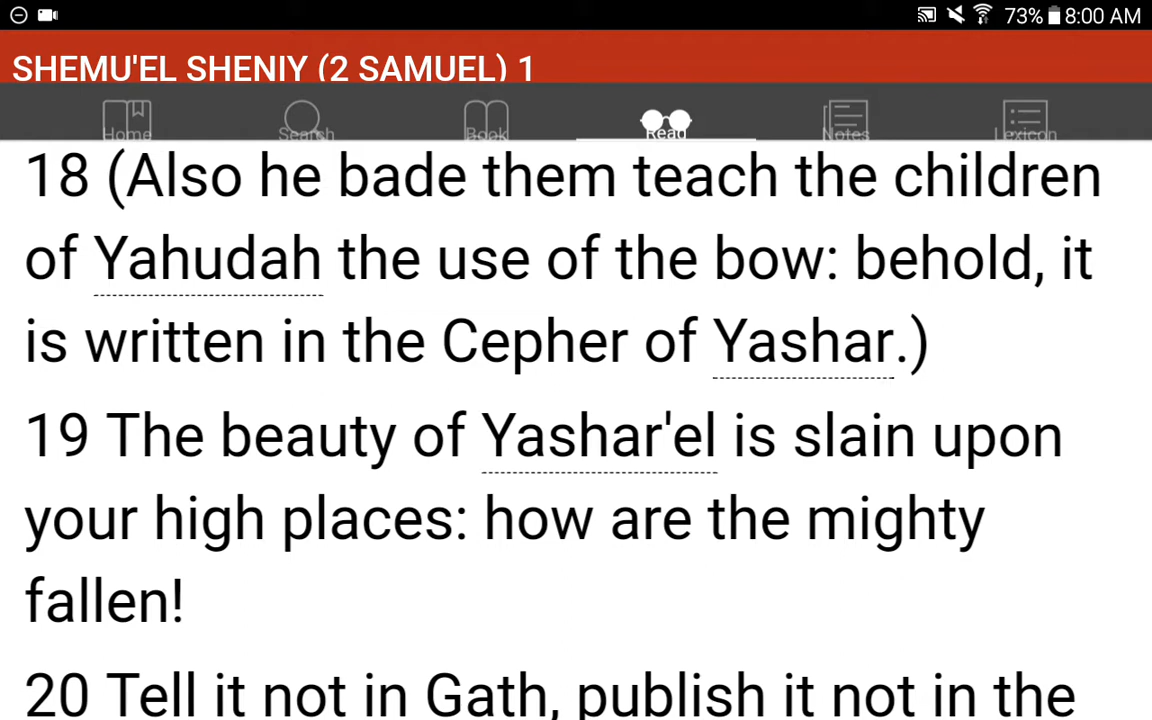 73% 8:00 AM
SHEMU'EL SHENIY (2 SAMUEL) 1
Home Search Book Read Notes Lexicon
18 (Also he bade them teach the children
of Yahudah the use of the bow: behold, it
is written in the Cepher of Yashar.)
19 The beauty of Yashar'el is slain upon
your high places: how are the mighty
fallen!
20 Tell it not in Gath, publish it not in the